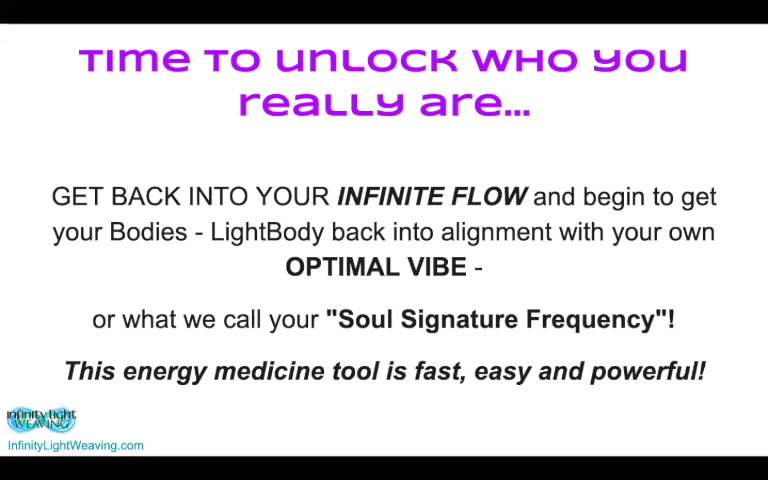 Time to unlock who you
really are...
GET BACK INTO YOUR INFINITE FLOW and begin to get
your Bodies - LightBody back into alignment with your own
OPTIMAL VIBE -
or what we call your "Soul Signature Frequency"!
This energy medicine tool is fast, easy and powerful!
infinity light
WEAVING
InfinityLightWeaving.com